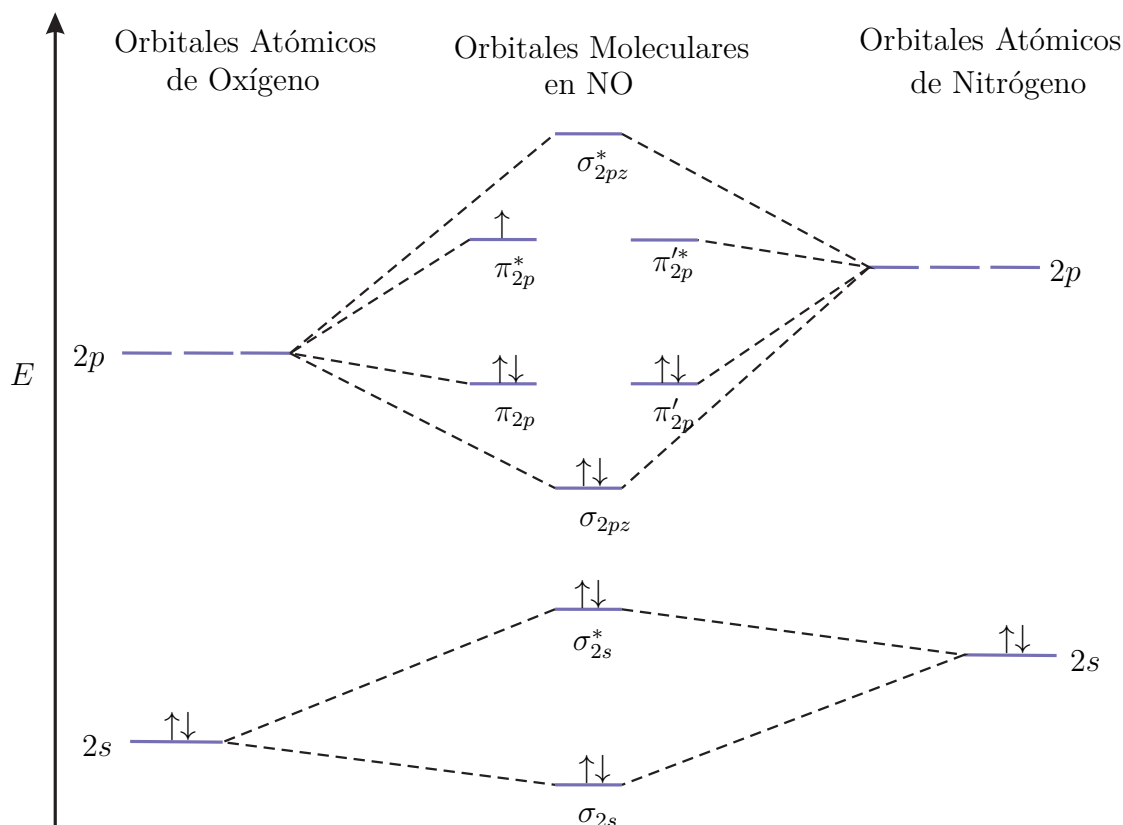 Orbitales Atómicos
de Oxígeno
Orbitales Moleculares
en NO
Orbitales Atómicos
de Nitrógeno
σ*2pz
↑
π*2p
π′*2p
2p
2p
E
↑↓
↑↓
π2p
π′2p
↑↓
σ2pz
↑↓
σ*2s
↑↓
2s
↑↓
2s
↑↓
σ2s